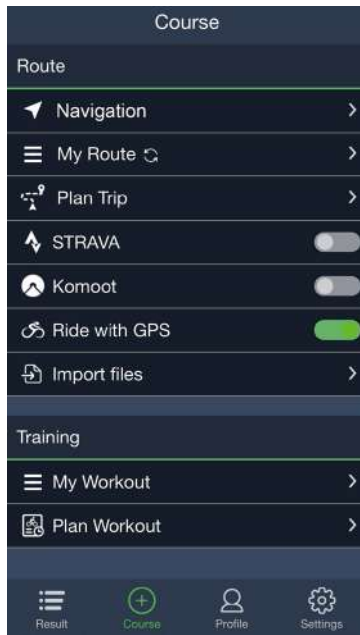 Course
Route
Navigation
My Route
Plan Trip
STRAVA
Komoot
Ride with GPS
Import files
Training
My Workout
Plan Workout
Result Course Profile Settings